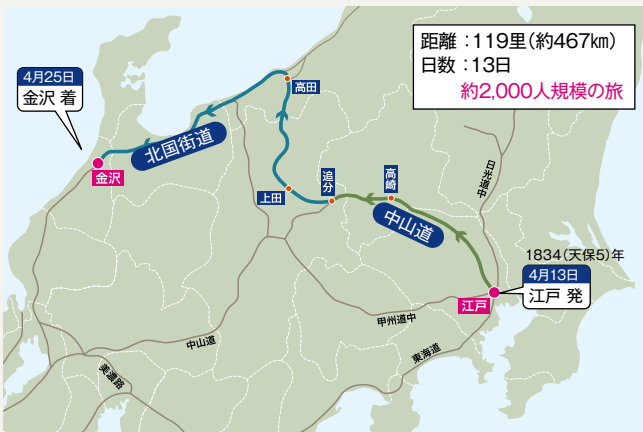 距離：119里（約467km）
日数：13日
約2,000人規模の旅
4月25日
金沢 着
高田
北国街道
金沢
上田
追分
高崎
中山道
日光道中
1834（天保5）年
4月13日
江戸 発
江戸
甲州道中
中山道
東海道
美濃路